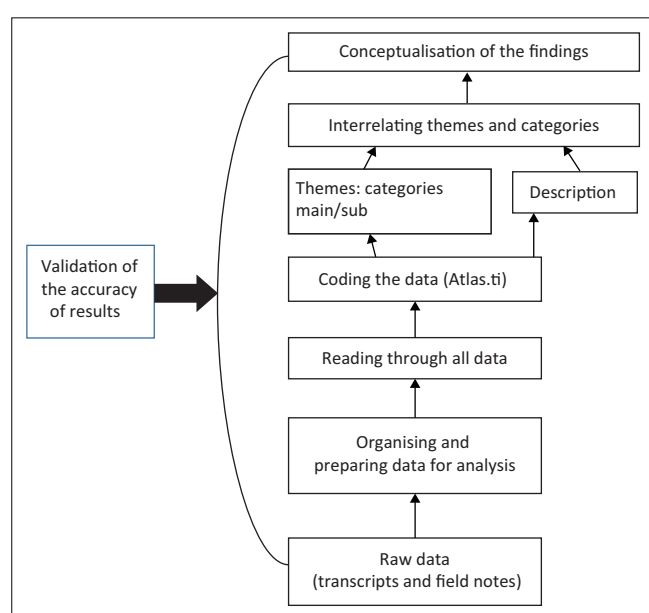 Conceptualisation of the findings
Interrelating themes and categories
Themes: categories
main/sub
Description
Validation of
the accuracy
of results
Coding the data (Atlas.ti)
Reading through all data
Organising and
preparing data for analysis
Raw data
(transcripts and field notes)